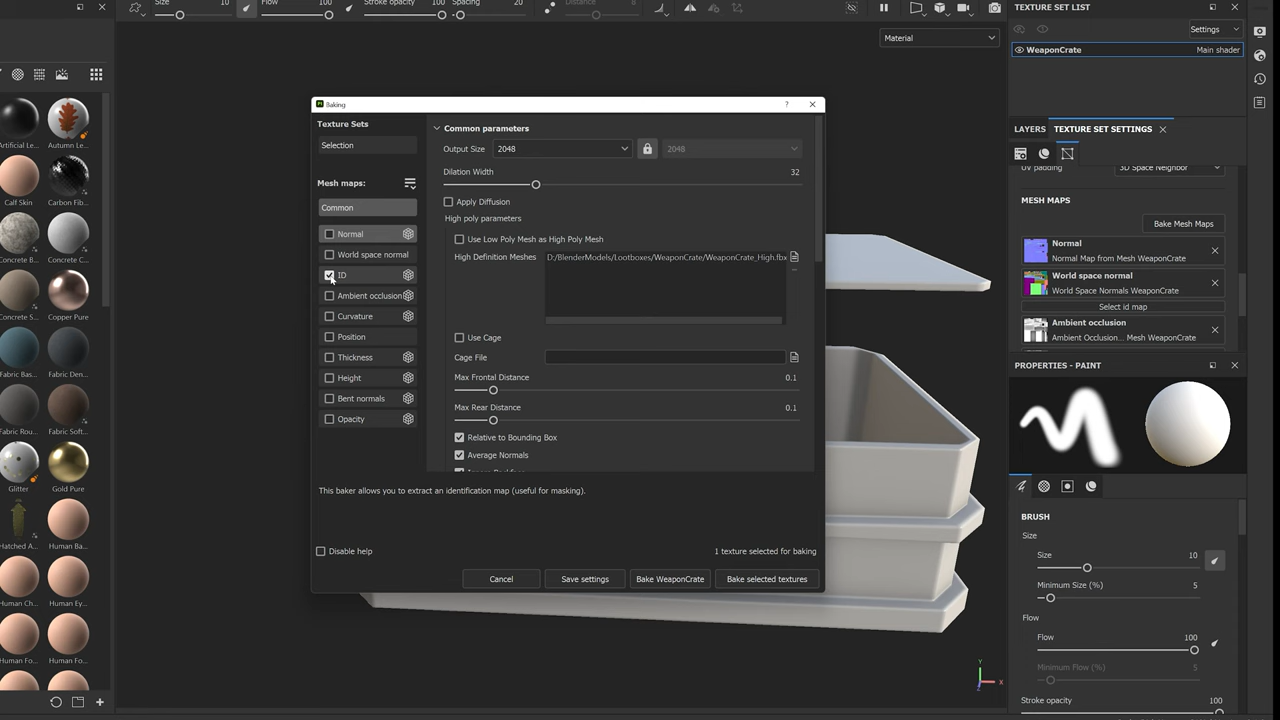 Size
10
Flow
100
Stroke opacity
100
Spacing
20
Distance
8
Material
TEXTURE SET LIST
Settings
WeaponCrate
Main shader
LAYERS
TEXTURE SET SETTINGS
UV padding
3D Space Neighbor
MESH MAPS
Bake Mesh Maps
Normal
Normal Map from Mesh WeaponCrate
World space normal
World Space Normals WeaponCrate
Select id map
Ambient occlusion
Ambient Occlusion... Mesh WeaponCrate
PROPERTIES - PAINT
BRUSH
Size
Size
10
Minimum Size (%)
5
Flow
Flow
100
Minimum Flow (%)
5
Stroke opacity
100
Artificial Le...
Autumn Le...
Calf Skin
Carbon Fib...
Concrete B...
Concrete C...
Concrete S...
Copper Pure
Fabric Bas...
Fabric Den...
Fabric Rou...
Fabric Soft...
Glitter
Gold Pure
Hatched A...
Human Ba...
Human Ch...
Human Ey...
Human Fo...
Human Fo...
Baking
?
Texture Sets
Selection
Mesh maps:
Common
Normal
World space normal
ID
Ambient occlusion
Curvature
Position
Thickness
Height
Bent normals
Opacity
Common parameters
Output Size
2048
2048
Dilation Width
32
Apply Diffusion
High poly parameters
Use Low Poly Mesh as High Poly Mesh
High Definition Meshes
D:/BlenderModels/Lootboxes/WeaponCrate/WeaponCrate_High.fbx
Use Cage
Cage File
Max Frontal Distance
0.1
Max Rear Distance
0.1
Relative to Bounding Box
Average Normals
This baker allows you to extract an identification map (useful for masking).
Disable help
1 texture selected for baking
Cancel
Save settings
Bake WeaponCrate
Bake selected textures
Y
X